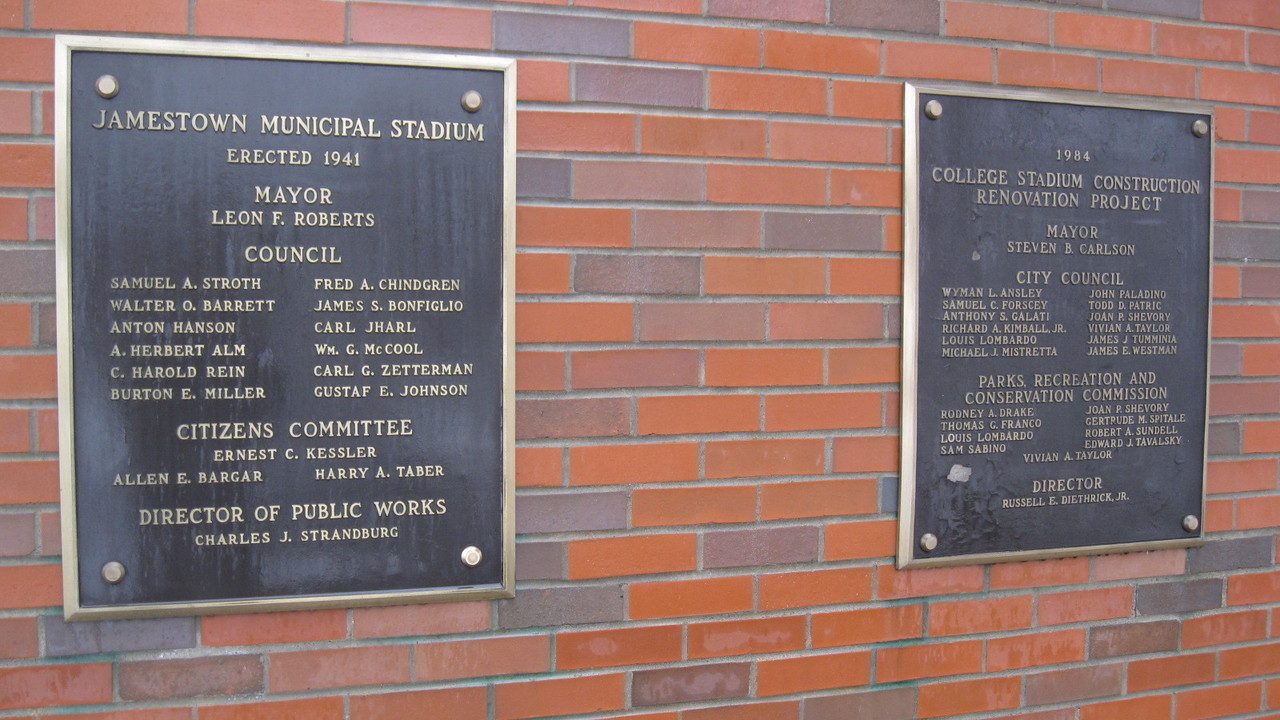 JAMESTOWN MUNICIPAL STADIUM
ERECTED 1941
MAYOR
LEON F. ROBERTS
COUNCIL
SAMUEL A. STROTH FRED A. CHINDGREN
WALTER O. BARRETT JAMES S. BONFIGLIO
ANTON HANSON CARL JHARL
A. HERBERT ALM WM. G. MCCOOL
C. HAROLD REIN CARL G. ZETTERMAN
BURTON E. MILLER GUSTAF E. JOHNSON
CITIZENS COMMITTEE
ERNEST C. KESSLER
ALLEN E. BARGAR HARRY A. TABER
DIRECTOR OF PUBLIC WORKS
CHARLES J. STRANDBURG
1984
COLLEGE STADIUM CONSTRUCTION
RENOVATION PROJECT
MAYOR
STEVEN B. CARLSON
CITY COUNCIL
WYMAN L. ANSLEY JOHN PALADINO
SAMUEL C. FORSCEY TODD D. PATRIC
ANTHONY S. GALATI JOAN P. SHEVORY
RICHARD A. KIMBALL, JR. VIVIAN A. TAYLOR
LOUIS LOMBARDO JAMES J TUMMINIA
MICHAEL J. MISTRETTA JAMES E. WESTMAN
PARKS, RECREATION AND
CONSERVATION COMMISSION
RODNEY A. DRAKE JOAN P. SHEVORY
THOMAS G. FRANCO GERTRUDE M. SPITALE
LOUIS LOMBARDO ROBERT A. SUNDELL
SAM SABINO EDWARD J. TAVALSKY
VIVIAN A. TAYLOR
DIRECTOR
RUSSELL E. DIETHRICK, JR.